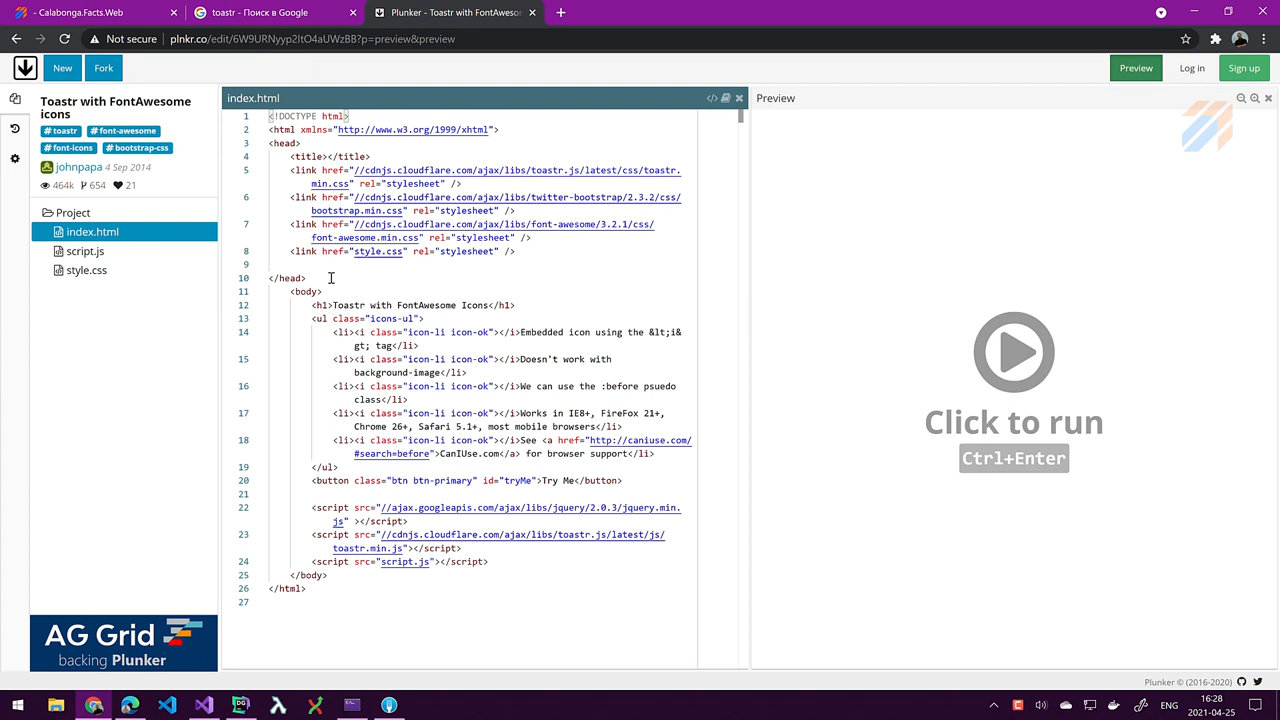 - Calabonga.Facts.Web
toastr - Поиск в Google
Plunker - Toastr with FontAwesome
Not secure
plnkr.co/edit/6W9URNyyp2ItO4aUWzBB?p=preview&preview
New
Fork
Preview
Log in
Sign up
Toastr with FontAwesome
icons
# toastr
# font-awesome
# font-icons
# bootstrap-css
johnpapa 4 Sep 2014
464k 654 21
Project
index.html
script.js
style.css
AG Grid
backing Plunker
index.html
1 <!DOCTYPE html>
2 <html xmlns="http://www.w3.org/1999/xhtml">
3 <head>
4 <title></title>
5 <link href="//cdnjs.cloudflare.com/ajax/libs/toastr.js/latest/css/toastr.
min.css" rel="stylesheet" />
6 <link href="//cdnjs.cloudflare.com/ajax/libs/twitter-bootstrap/2.3.2/css/
bootstrap.min.css" rel="stylesheet" />
7 <link href="//cdnjs.cloudflare.com/ajax/libs/font-awesome/3.2.1/css/
font-awesome.min.css" rel="stylesheet" />
8 <link href="style.css" rel="stylesheet" />
9
10 </head>
11 <body>
12 <h1>Toastr with FontAwesome Icons</h1>
13 <ul class="icons-ul">
14 <li><i class="icon-li icon-ok"></i>Embedded icon using the &lt;i&
gt; tag</li>
15 <li><i class="icon-li icon-ok"></i>Doesn't work with
background-image</li>
16 <li><i class="icon-li icon-ok"></i>We can use the :before psuedo
class</li>
17 <li><i class="icon-li icon-ok"></i>Works in IE8+, FireFox 21+,
Chrome 26+, Safari 5.1+, most mobile browsers</li>
18 <li><i class="icon-li icon-ok"></i>See <a href="http://caniuse.com/
#search=before">CanIUse.com</a> for browser support</li>
19 </ul>
20 <button class="btn btn-primary" id="tryMe">Try Me</button>
21
22 <script src="//ajax.googleapis.com/ajax/libs/jquery/2.0.3/jquery.min.
js" ></script>
23 <script src="//cdnjs.cloudflare.com/ajax/libs/toastr.js/latest/js/
toastr.min.js"></script>
24 <script src="script.js"></script>
25 </body>
26 </html>
27
Preview
Click to run
Ctrl+Enter
Plunker © (2016-2020)
ENG
16:28
2021-04-25